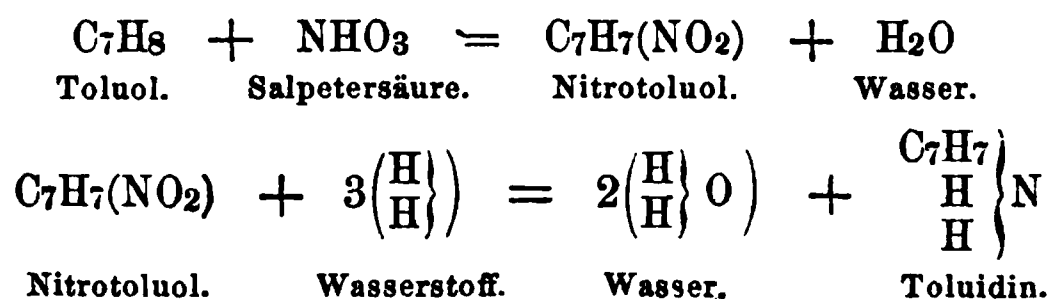 C7H8 + NHO3 = C7H7(NO2) + H2O
Toluol. Salpetersäure. Nitrotoluol. Wasser.
C7H7(NO2) + 3(H H}) = 2(H H} O) + C7H7 H H} N
Nitrotoluol. Wasserstoff. Wasser. Toluidin.